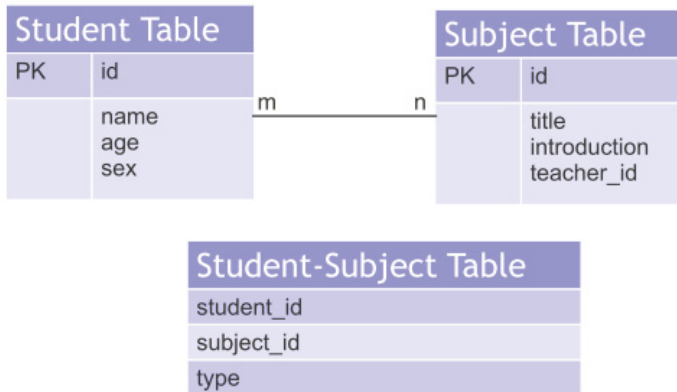 Student Table
PK id
name
age
sex
m n
Subject Table
PK id
title
introduction
teacher_id
Student-Subject Table
student_id
subject_id
type